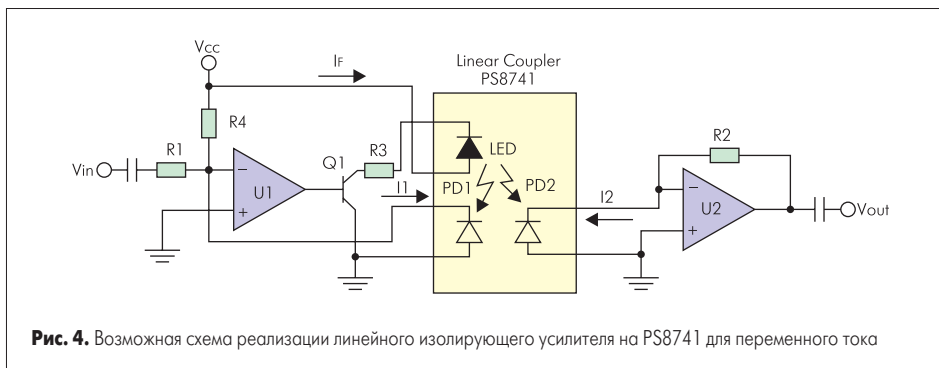 Vcc
IF
Linear Coupler
PS8741
R4
R1
Vin
−
U1
+
Q1
R3
I1
LED
PD1
PD2
I2
R2
−
U2
+
Vout
Рис. 4. Возможная схема реализации линейного изолирующего усилителя на PS8741 для переменного тока